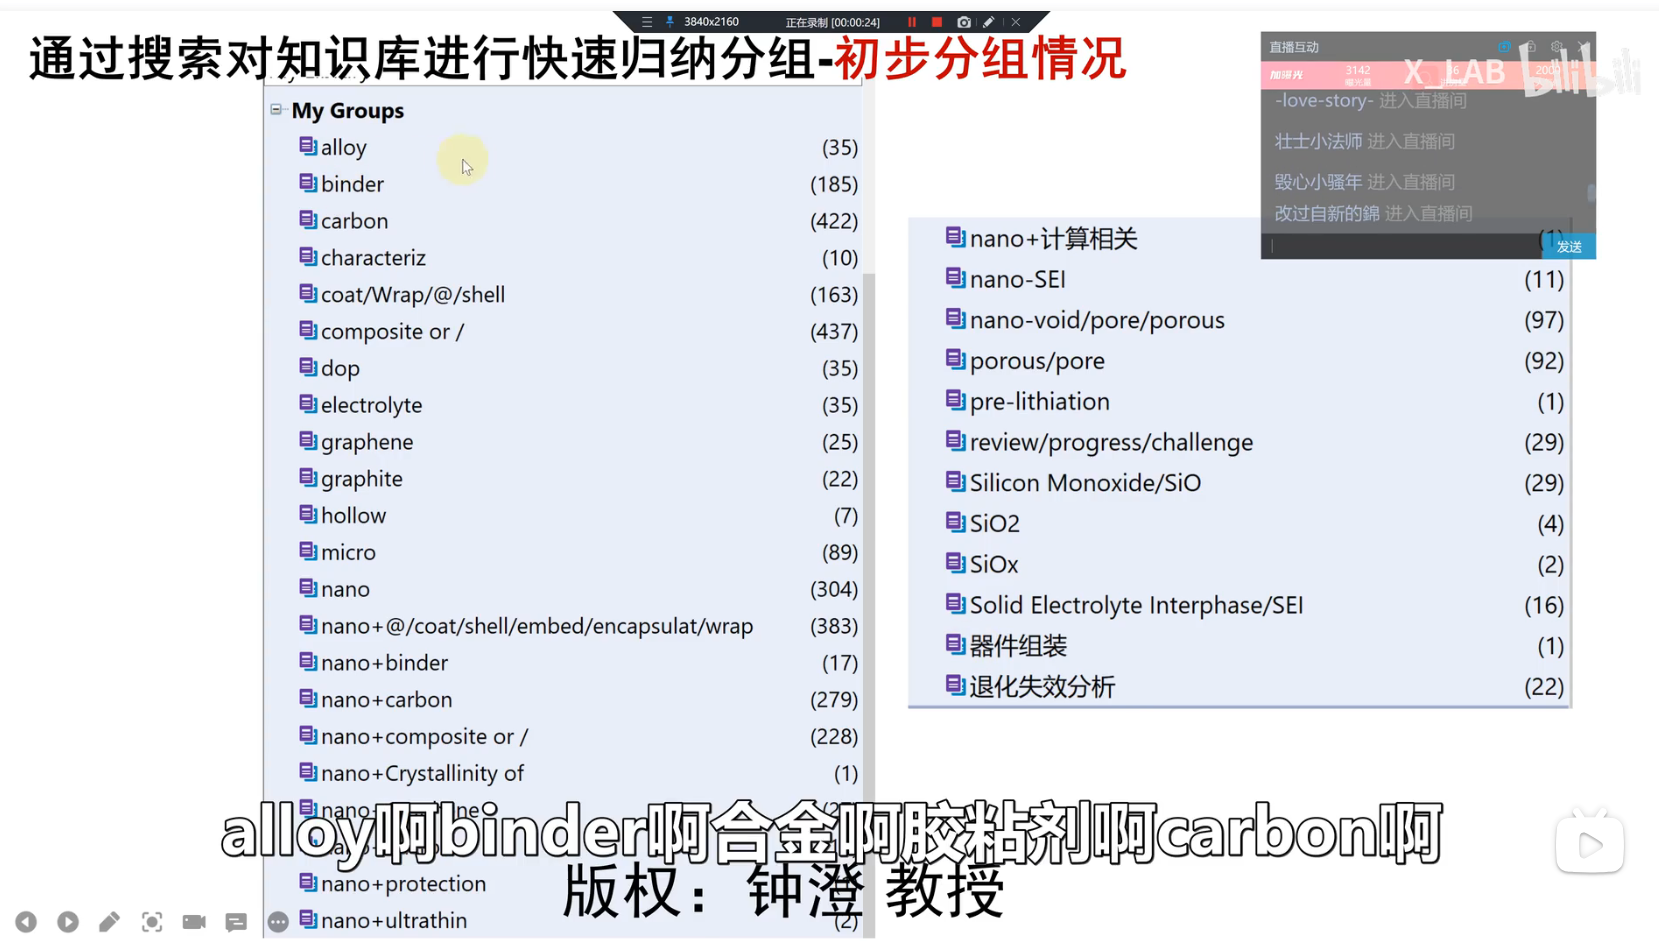 3840x2160
正在录制 [00:00:24]
通过搜索对知识库进行快速归纳分组-初步分组情况
My Groups
alloy (35)
binder (185)
carbon (422)
characteriz (10)
coat/Wrap/@/shell (163)
composite or / (437)
dop (35)
electrolyte (35)
graphene (25)
graphite (22)
hollow (7)
micro (89)
nano (304)
nano+@/coat/shell/embed/encapsulat/wrap (383)
nano+binder (17)
nano+carbon (279)
nano+composite or / (228)
nano+Crystallinity of (1)
nano+protection
nano+ultrathin (2)
nano+计算相关 (1)
nano-SEI (11)
nano-void/pore/porous (97)
porous/pore (92)
pre-lithiation (1)
review/progress/challenge (29)
Silicon Monoxide/SiO (29)
SiO2 (4)
SiOx (2)
Solid Electrolyte Interphase/SEI (16)
器件组装 (1)
退化失效分析 (22)
直播互动
加曝光
3142
曝光量
X_LAB
bilibili
-love-story- 进入直播间
壮士小法师 进入直播间
毁心小骚年 进入直播间
改过自新的錦 进入直播间
发送
alloy啊binder啊合金啊胶粘剂啊carbon啊
版权：钟澄 教授